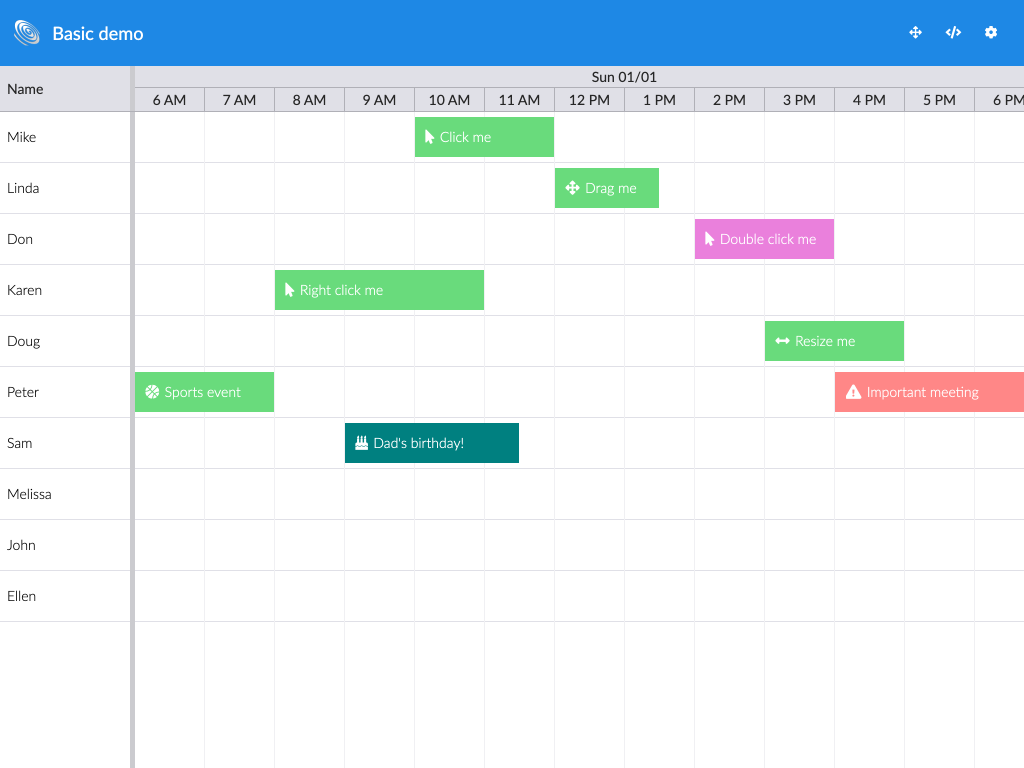 Basic demo
Name
Sun 01/01
6 AM 7 AM 8 AM 9 AM 10 AM 11 AM 12 PM 1 PM 2 PM 3 PM 4 PM 5 PM 6 PM
Mike Click me
Linda Drag me
Don Double click me
Karen Right click me
Doug Resize me
Peter Sports event Important meeting
Sam Dad's birthday!
Melissa
John
Ellen